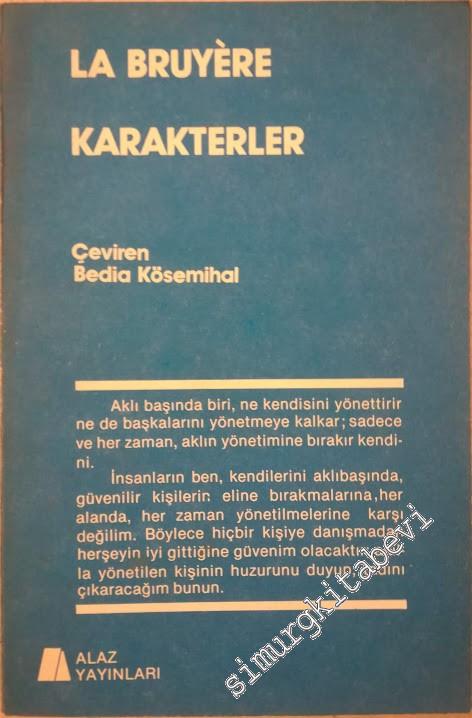 LA BRUYÈRE
KARAKTERLER
Çeviren
Bedia Kösemihal
Aklı başında biri, ne kendisini yönettirir
ne de başkalarını yönetmeye kalkar; sadece
ve her zaman, aklın yönetimine bırakır kendi-
ni.
İnsanların ben, kendilerini aklıbaşında,
güvenilir kişilerin eline bırakmalarına, her
alanda, her zaman yönetilmelerine karşı
değilim. Böylece hiçbir kişiye danışmadan
herşeyin iyi gittiğine güvenim olacaktı
la yönetilen kişinin huzurunu duyup,
çıkaracağım bunun.
ALAZ
YAYINLARI
simurgkitabevi